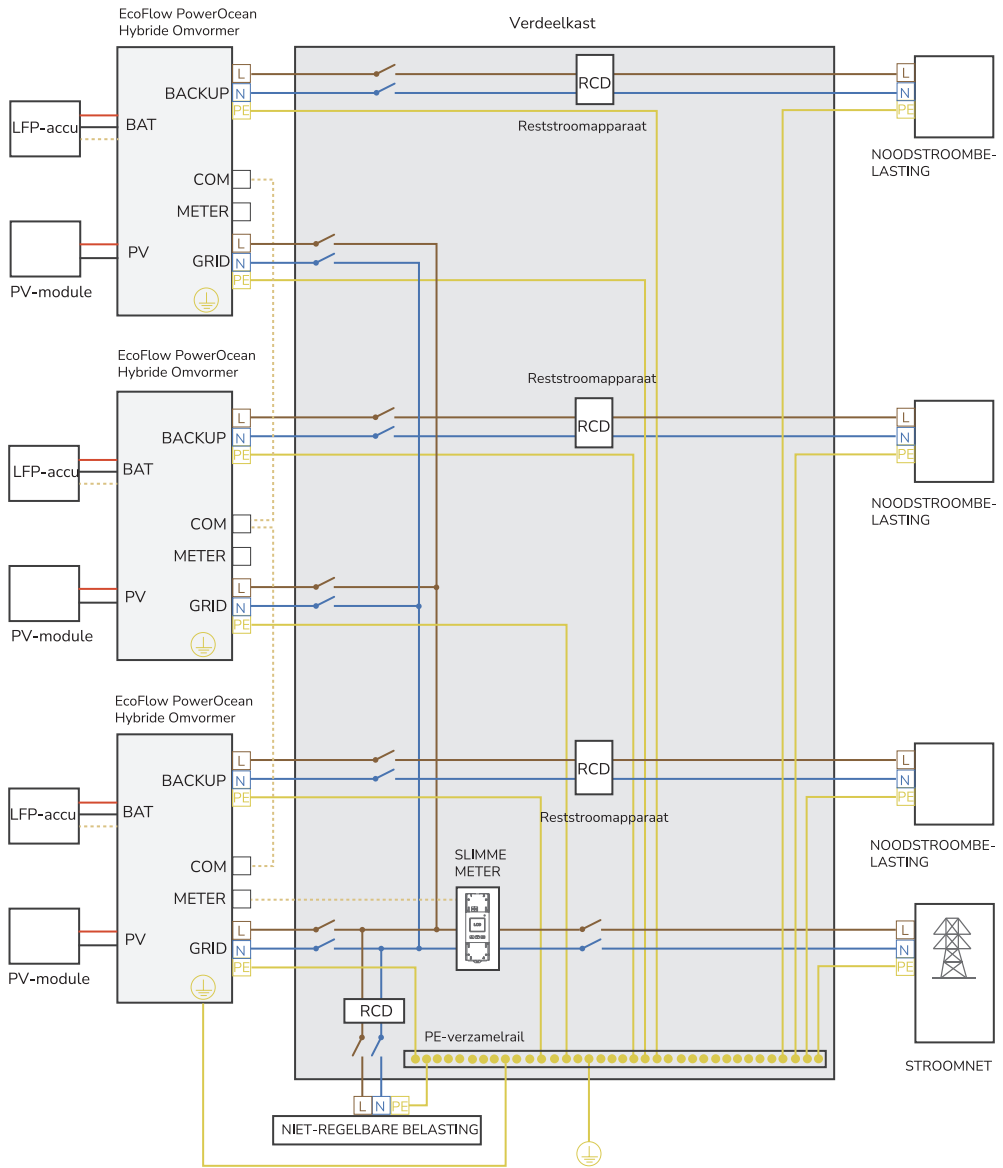 EcoFlow PowerOcean
Hybride Omvormer
Verdeelkast
L
N
PE
BACKUP
LFP-accu
BAT
RCD
Reststroomapparaat
L
N
PE
NOODSTROOMBE-
LASTING
COM
METER
PV-module
PV
L
N
PE
GRID
EcoFlow PowerOcean
Hybride Omvormer
L
N
PE
BACKUP
LFP-accu
BAT
Reststroomapparaat
RCD
L
N
PE
NOODSTROOMBE-
LASTING
COM
METER
PV-module
PV
L
N
PE
GRID
EcoFlow PowerOcean
Hybride Omvormer
L
N
PE
BACKUP
LFP-accu
BAT
RCD
Reststroomapparaat
L
N
PE
NOODSTROOMBE-
LASTING
COM
METER
SLIMME
METER
PV-module
PV
L
N
PE
GRID
L
N
PE
STROOMNET
RCD
PE-verzamelrail
L
N
PE
NIET-REGELBARE BELASTING